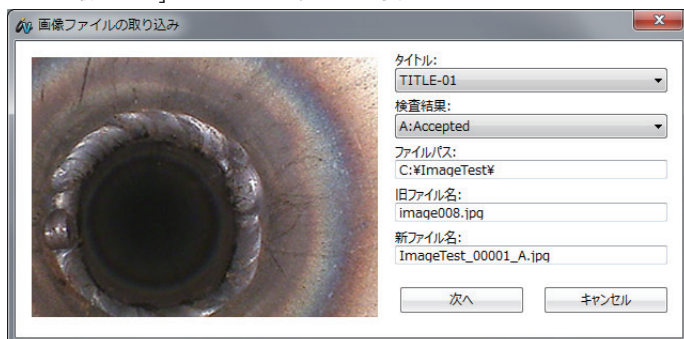 画像ファイルの取り込み
タイトル:
TITLE-01
検査結果:
A:Accepted
ファイルパス:
C:¥ImageTest¥
旧ファイル名:
image008.jpg
新ファイル名:
ImageTest_00001_A.jpg
次へ
キャンセル